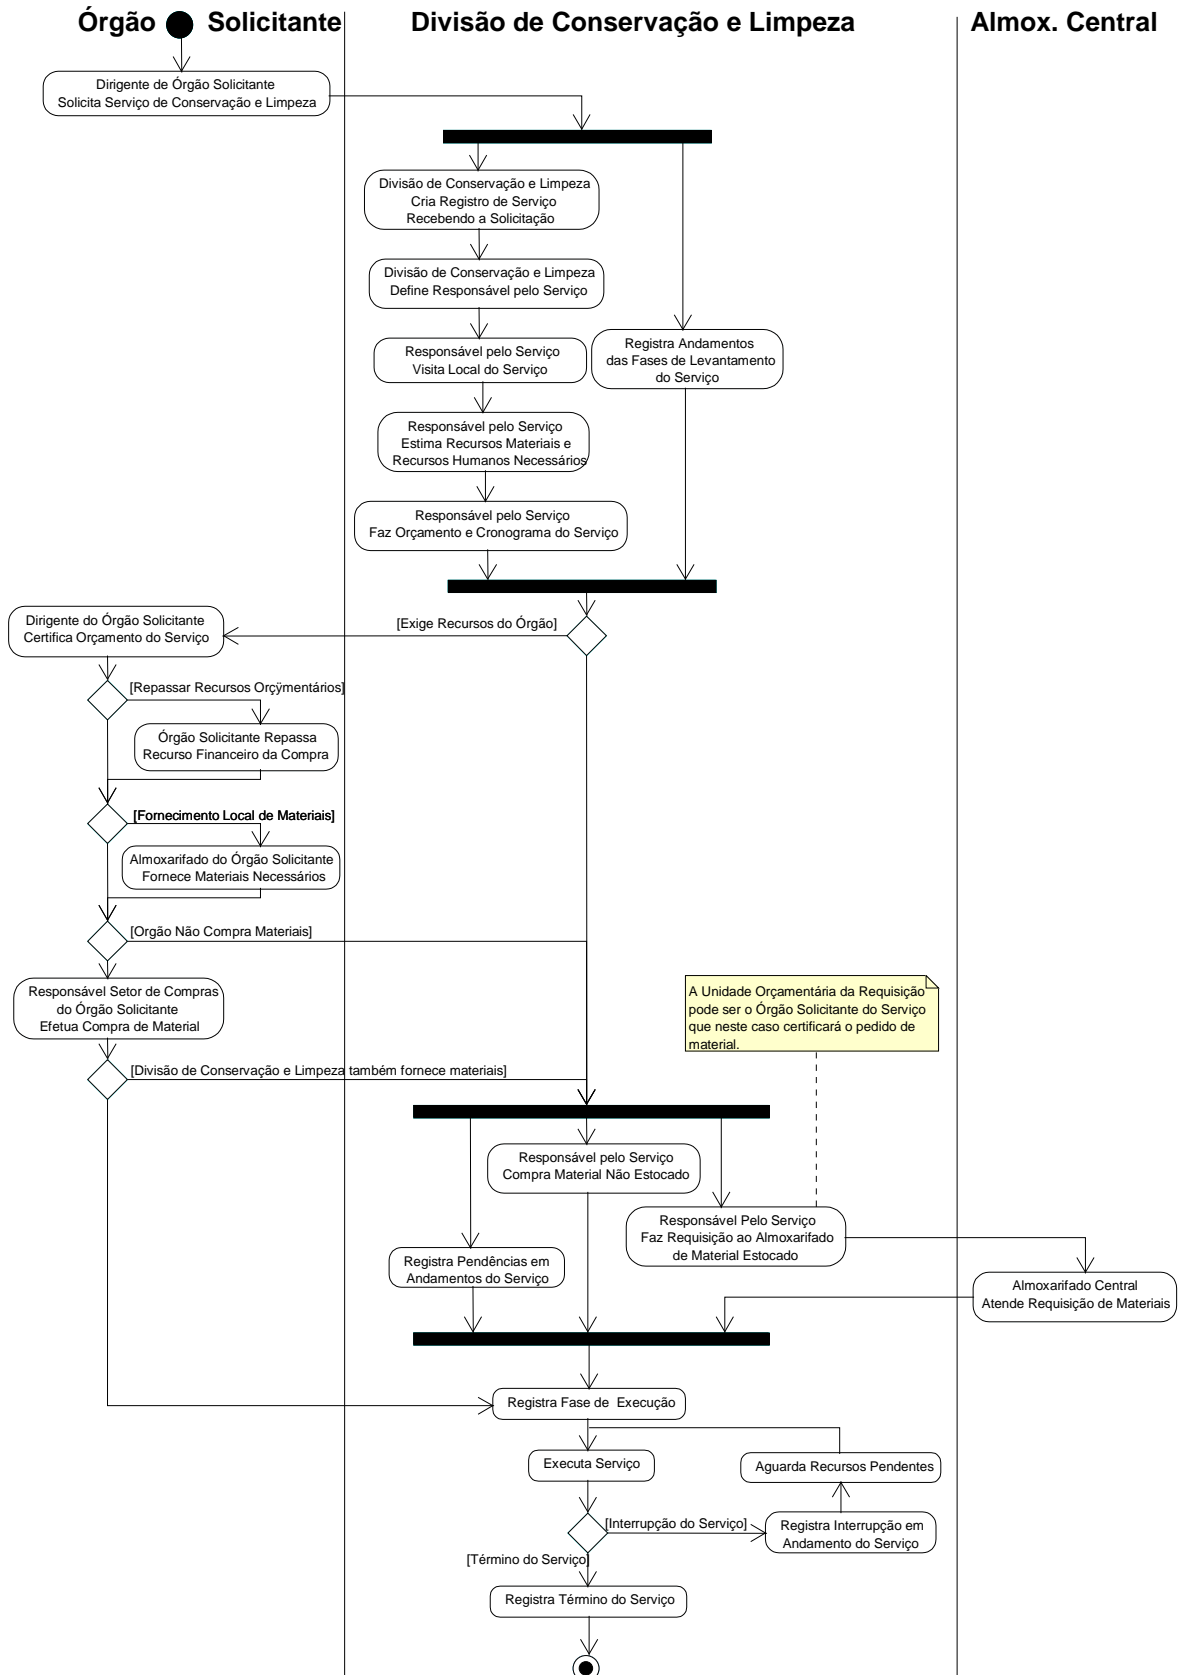 Órgão Solicitante
Divisão de Conservação e Limpeza
Almox. Central
Dirigente de Órgão Solicitante
Solicita Serviço de Conservação e Limpeza
Divisão de Conservação e Limpeza
Cria Registro de Serviço
Recebendo a Solicitação
Divisão de Conservação e Limpeza
Define Responsável pelo Serviço
Responsável pelo Serviço
Visita Local do Serviço
Registra Andamentos
das Fases de Levantamento
do Serviço
Responsável pelo Serviço
Estima Recursos Materiais e
Recursos Humanos Necessários
Responsável pelo Serviço
Faz Orçamento e Cronograma do Serviço
[Exige Recursos do Órgão]
Dirigente do Órgão Solicitante
Certifica Orçamento do Serviço
[Repassar Recursos Orçÿmentários]
Órgão Solicitante Repassa
Recurso Financeiro da Compra
[Fornecimento Local de Materiais]
Almoxarifado do Órgão Solicitante
Fornece Materiais Necessários
[Orgão Não Compra Materiais]
Responsável Setor de Compras
do Órgão Solicitante
Efetua Compra de Material
A Unidade Orçamentária da Requisição
pode ser o Órgão Solicitante do Serviço
que neste caso certificará o pedido de
material.
[Divisão de Conservação e Limpeza também fornece materiais]
Responsável pelo Serviço
Compra Material Não Estocado
Responsável Pelo Serviço
Faz Requisição ao Almoxarifado
de Material Estocado
Registra Pendências em
Andamentos do Serviço
Almoxarifado Central
Atende Requisição de Materiais
Registra Fase de  Execução
Executa Serviço
Aguarda Recursos Pendentes
[Interrupção do Serviço]
Registra Interrupção em
Andamento do Serviço
[Término do Serviço]
Registra Término do Serviço